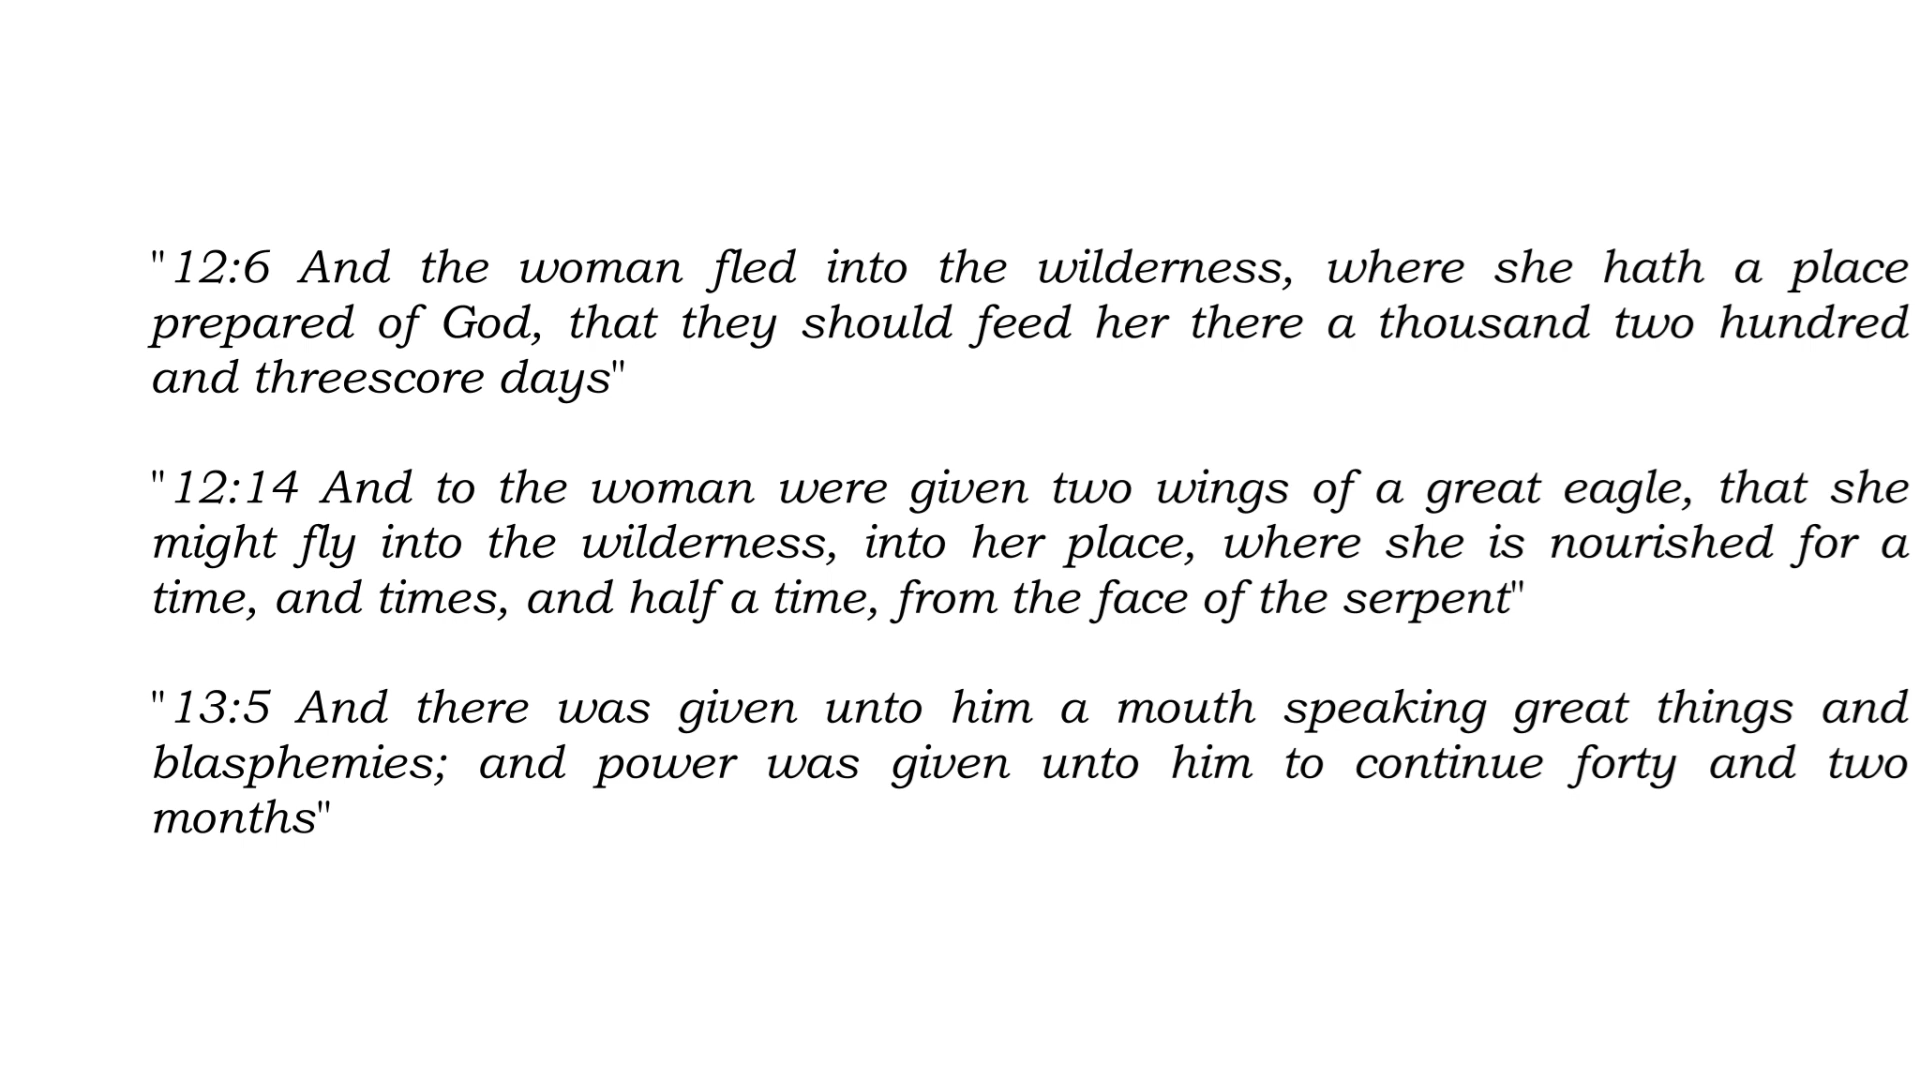 "12:6 And the woman fled into the wilderness, where she hath a place
prepared of God, that they should feed her there a thousand two hundred
and threescore days"
"12:14 And to the woman were given two wings of a great eagle, that she
might fly into the wilderness, into her place, where she is nourished for a
time, and times, and half a time, from the face of the serpent"
"13:5 And there was given unto him a mouth speaking great things and
blasphemies; and power was given unto him to continue forty and two
months"